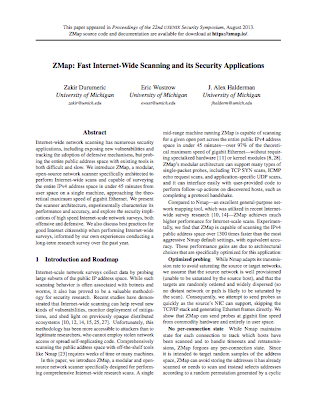 This paper appeared in Proceedings of the 22nd USENIX Security Symposium, August 2013.
ZMap source code and documentation are available for download at https://zmap.io/.
ZMap: Fast Internet-Wide Scanning and its Security Applications
Zakir Durumeric
University of Michigan
zakir@umich.edu
Eric Wustrow
University of Michigan
ewust@umich.edu
J. Alex Halderman
University of Michigan
jhalderm@umich.edu
Abstract
Internet-wide network scanning has numerous security
applications, including exposing new vulnerabilities and
tracking the adoption of defensive mechanisms, but prob-
ing the entire public address space with existing tools is
both difficult and slow. We introduce ZMap, a modular,
open-source network scanner specifically architected to
perform Internet-wide scans and capable of surveying
the entire IPv4 address space in under 45 minutes from
user space on a single machine, approaching the theo-
retical maximum speed of gigabit Ethernet. We present
the scanner architecture, experimentally characterize its
performance and accuracy, and explore the security impli-
cations of high speed Internet-scale network surveys, both
offensive and defensive. We also discuss best practices for
good Internet citizenship when performing Internet-wide
surveys, informed by our own experiences conducting a
long-term research survey over the past year.
1 Introduction and Roadmap
Internet-scale network surveys collect data by probing
large subsets of the public IP address space. While such
scanning behavior is often associated with botnets and
worms, it also has proved to be a valuable methodol-
ogy for security research. Recent studies have demon-
strated that Internet-wide scanning can help reveal new
kinds of vulnerabilities, monitor deployment of mitiga-
tions, and shed light on previously opaque distributed
ecosystems [10, 12, 14, 15, 25, 27]. Unfortunately, this
methodology has been more accessible to attackers than to
legitimate researchers, who cannot employ stolen network
access or spread self-replicating code. Comprehensively
scanning the public address space with off-the-shelf tools
like Nmap [23] requires weeks of time or many machines.
In this paper, we introduce ZMap, a modular and open-
source network scanner specifically designed for perform-
ing comprehensive Internet-wide research scans. A single
mid-range machine running ZMap is capable of scanning
for a given open port across the entire public IPv4 address
space in under 45 minutes—over 97% of the theoreti-
cal maximum speed of gigabit Ethernet—without requir-
ing specialized hardware [11] or kernel modules [8, 28].
ZMap's modular architecture can support many types of
single-packet probes, including TCP SYN scans, ICMP
echo request scans, and application-specific UDP scans,
and it can interface easily with user-provided code to
perform follow-up actions on discovered hosts, such as
completing a protocol handshake.
Compared to Nmap—an excellent general-purpose net-
work mapping tool, which was utilized in recent Internet-
wide survey research [10, 14]—ZMap achieves much
higher performance for Internet-wide scans. Experimen-
tally, we find that ZMap is capable of scanning the IPv4
public address space over 1300 times faster than the most
aggressive Nmap default settings, with equivalent accu-
racy. These performance gains are due to architectural
choices that are specifically optimized for this application:
Optimized probing While Nmap adapts its transmis-
sion rate to avoid saturating the source or target networks,
we assume that the source network is well provisioned
(unable to be saturated by the source host), and that the
targets are randomly ordered and widely dispersed (so
no distant network or path is likely to be saturated by
the scan). Consequently, we attempt to send probes as
quickly as the source's NIC can support, skipping the
TCP/IP stack and generating Ethernet frames directly. We
show that ZMap can send probes at gigabit line speed
from commodity hardware and entirely in user space.
No per-connection state While Nmap maintains
state for each connection to track which hosts have
been scanned and to handle timeouts and retransmis-
sions, ZMap forgoes any per-connection state. Since
it is intended to target random samples of the address
space, ZMap can avoid storing the addresses it has already
scanned or needs to scan and instead selects addresses
according to a random permutation generated by a cyclic